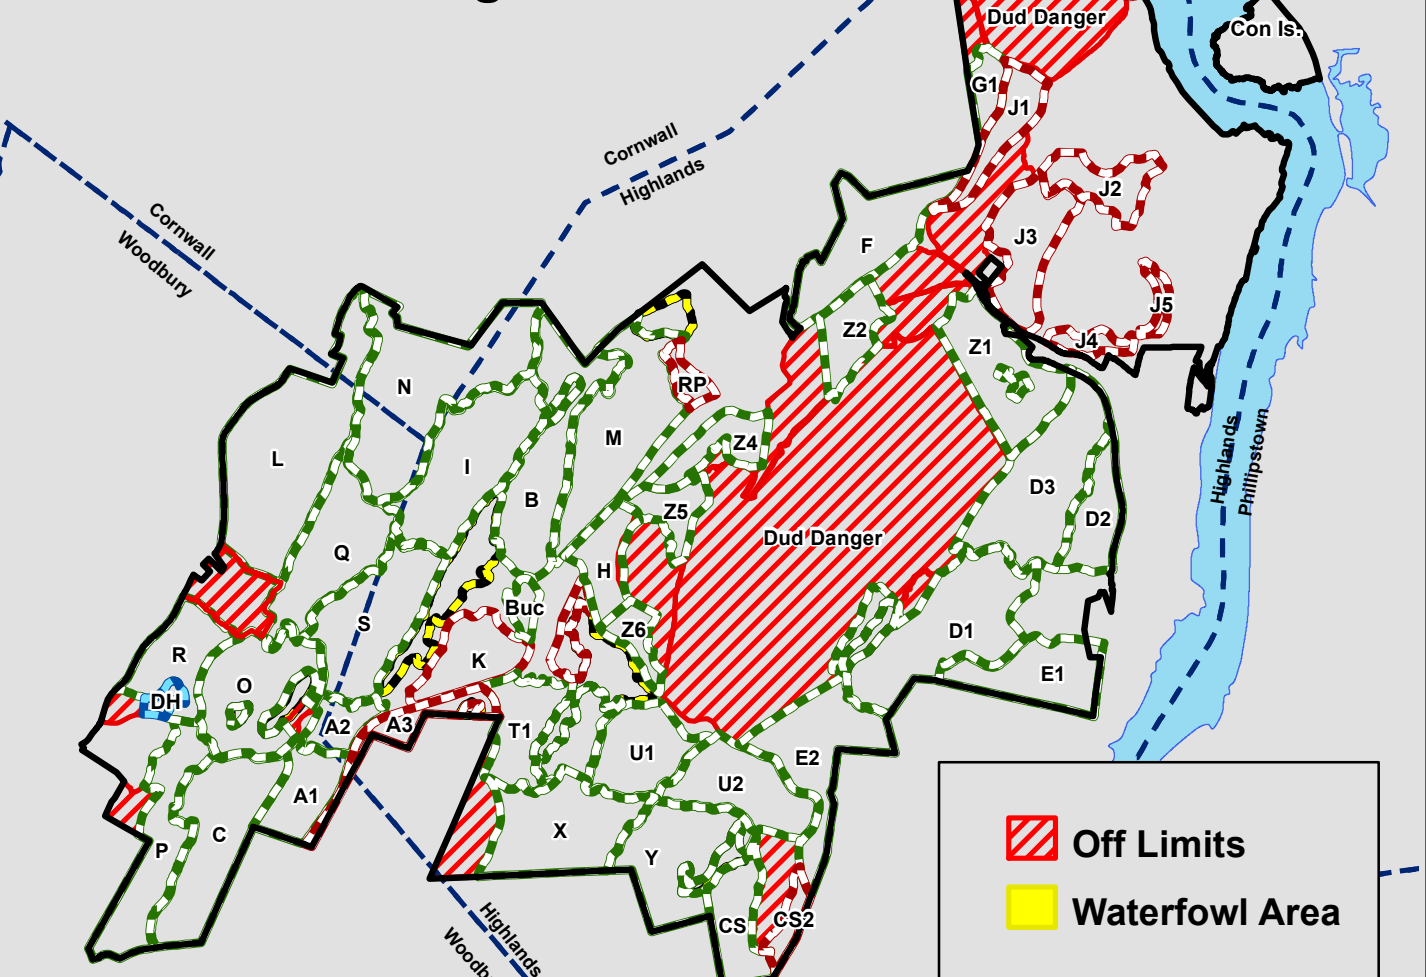 Dud Danger
Con Is.
G1
J1
Cornwall
Highlands
J2
Cornwall
Woodbury
F
J3
J5
Z2
J4
Z1
N
RP
M
Z4
L
I
B
D3
Z5
D2
Highlands
Phillipstown
Dud Danger
Q
H
Buc
S
Z6
D1
R
K
E1
O
DH
A2
A3
T1
U1
E2
U2
A1
X
C
P
Y
CS
CS2
Highlands
Off Limits
Waterfowl Area